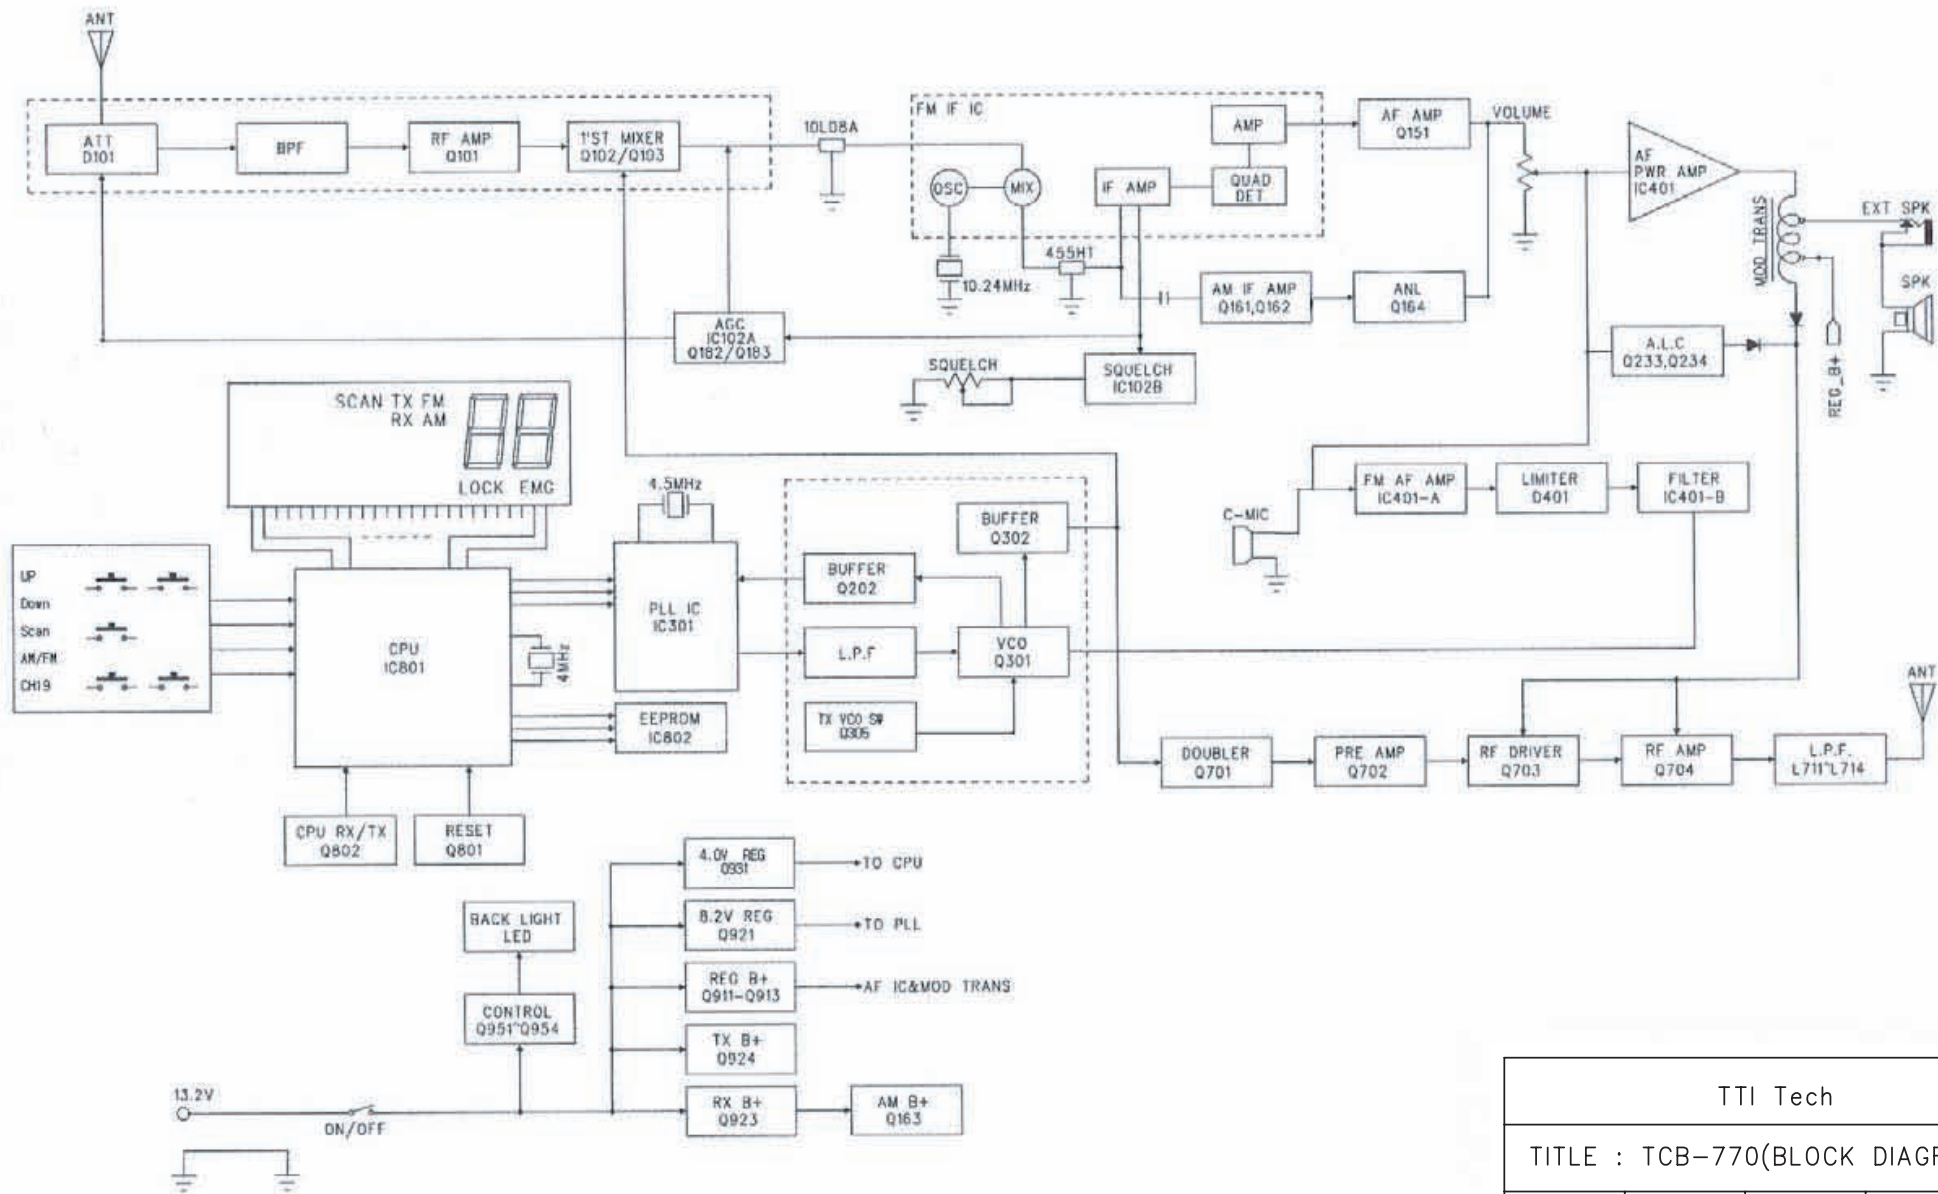 ANT
ATT
D101
BPF
RF AMP
Q101
1'ST MIXER
Q102/Q103
10L08A
FM IF IC
OSC
MIX
IF AMP
AMP
QUAD
DET
10.24MHz
455HT
AF AMP
Q151
VOLUME
AF
PWR AMP
IC401
MOD TRANS
EXT SPK
SPK
REG_B+
AGC
IC102A
Q182/Q183
AM IF AMP
Q161,Q162
ANL
Q164
SQUELCH
SQUELCH
IC102B
A.L.C
Q233,Q234
SCAN TX FM
RX AM
LOCK EMG
4.5MHz
FM AF AMP
IC401-A
LIMITER
D401
FILTER
IC401-B
C-MIC
UP
Down
Scan
AM/FM
CH19
CPU
IC801
4MHz
PLL IC
IC301
EEPROM
IC802
BUFFER
Q302
BUFFER
Q202
L.P.F
VCO
Q301
TX VCO SW
Q305
DOUBLER
Q701
PRE AMP
Q702
RF DRIVER
Q703
RF AMP
Q704
L.P.F.
L711~L714
ANT
CPU RX/TX
Q802
RESET
Q801
4.0V REG
Q931
TO CPU
8.2V REG
Q921
TO PLL
REG B+
Q911-Q913
AF IC&MOD TRANS
TX B+
Q924
RX B+
Q923
AM B+
Q163
BACK LIGHT
LED
CONTROL
Q951~Q954
13.2V
ON/OFF
TTI Tech
TITLE : TCB-770(BLOCK DIAGR